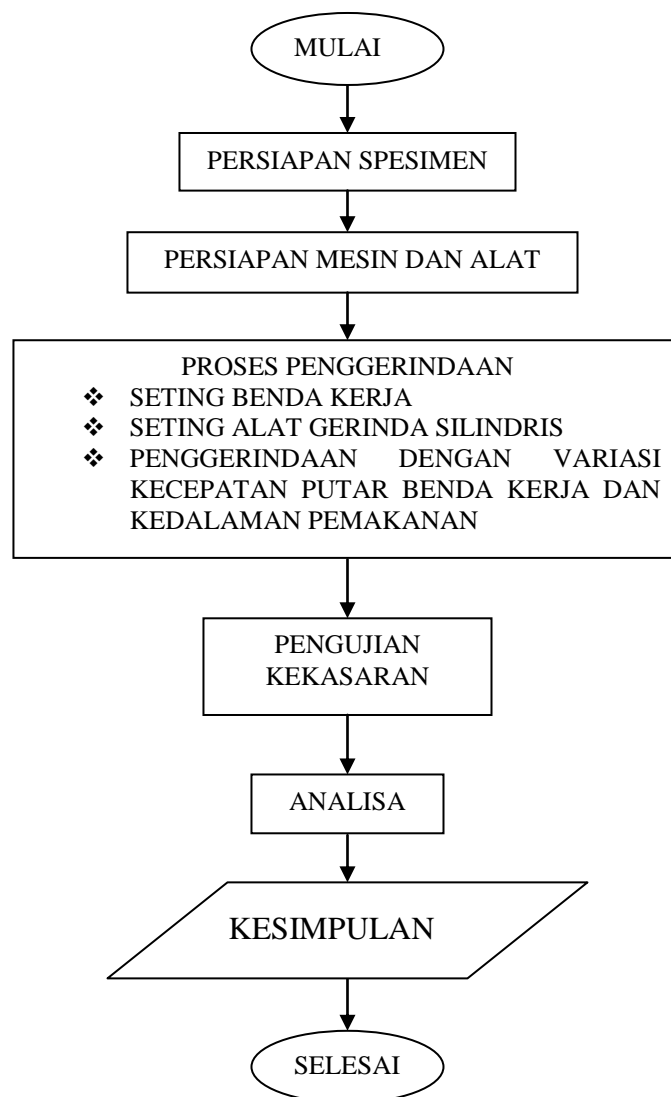 MULAI
PERSIAPAN SPESIMEN
PERSIAPAN MESIN DAN ALAT
PROSES PENGGERINDAAN
❖ SETING BENDA KERJA
❖ SETING ALAT GERINDA SILINDRIS
❖ PENGGERINDAAN DENGAN VARIASI
KECEPATAN PUTAR BENDA KERJA DAN
KEDALAMAN PEMAKANAN
PENGUJIAN
KEKASARAN
ANALISA
KESIMPULAN
SELESAI